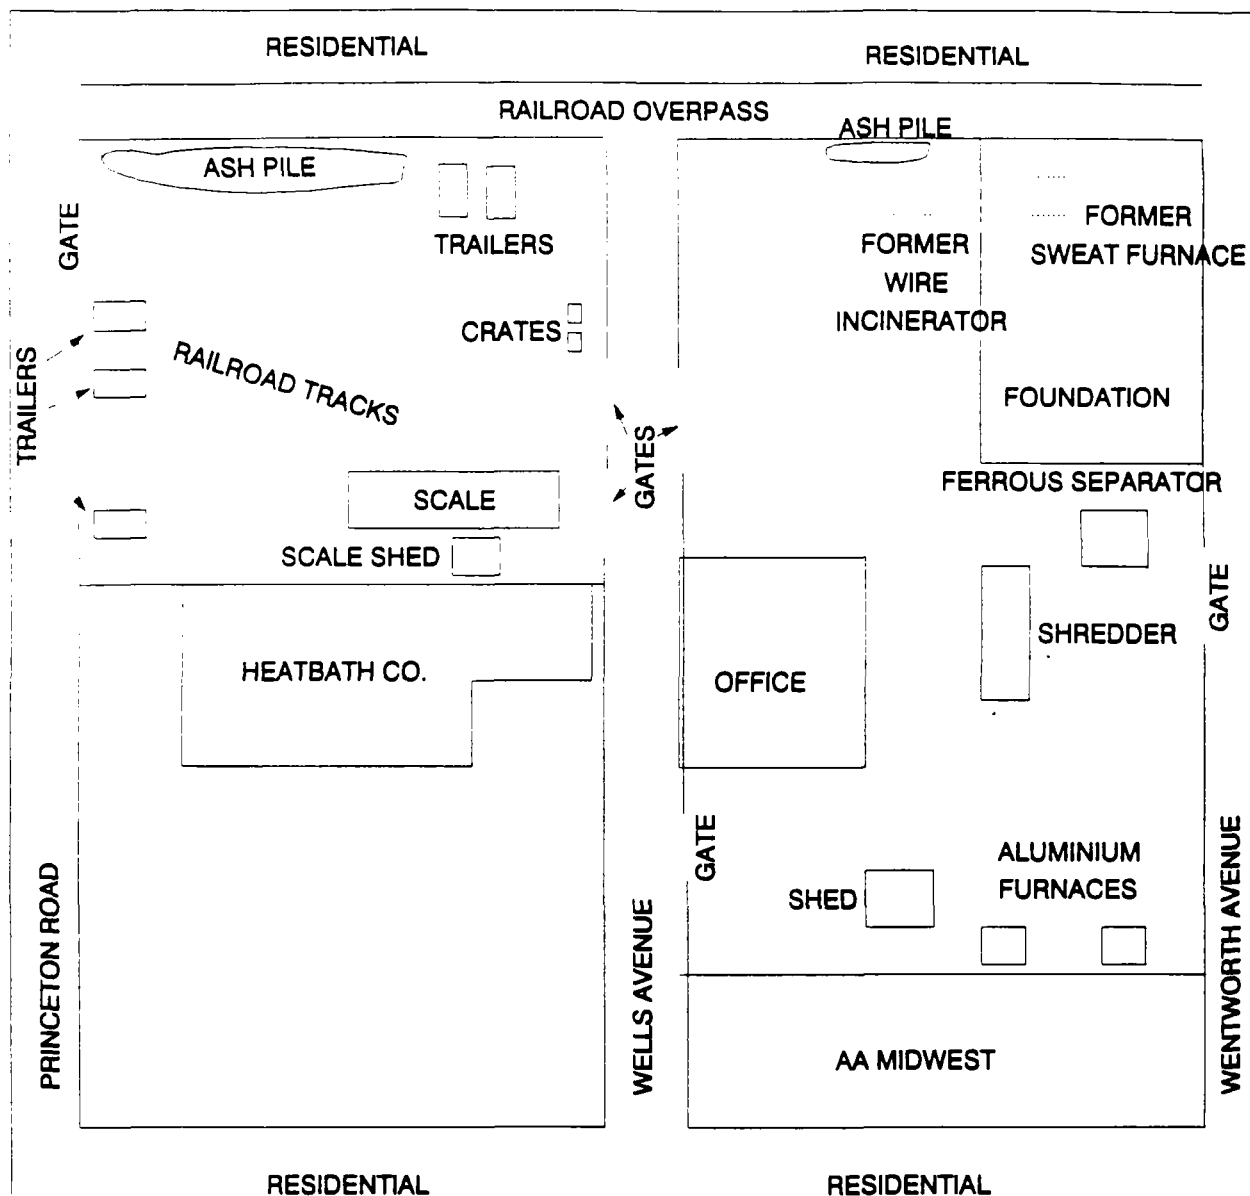 RESIDENTIAL
RESIDENTIAL
RAILROAD OVERPASS
ASH PILE
ASH PILE
GATE
TRAILERS
FORMER
WIRE
INCINERATOR
FORMER
SWEAT FURNACE
CRATES
TRAILERS
RAILROAD TRACKS
FOUNDATION
GATES
SCALE
FERROUS SEPARATOR
SCALE SHED
GATE
SHREDDER
HEATBATH CO.
OFFICE
GATE
ALUMINIUM
FURNACES
SHED
PRINCETON ROAD
WELLS AVENUE
WENTWORTH AVENUE
AA MIDWEST
RESIDENTIAL
RESIDENTIAL